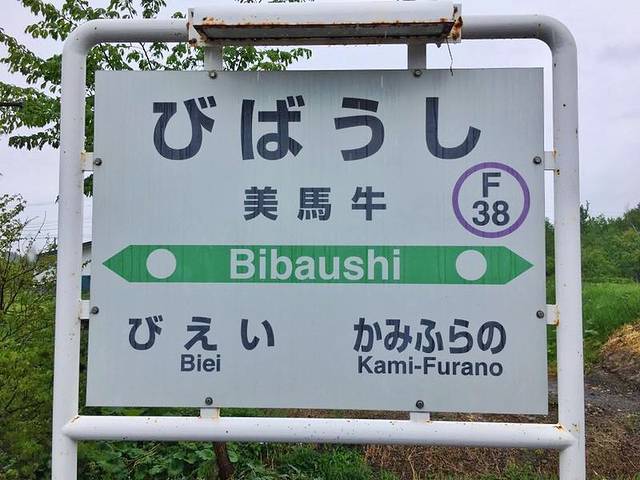 びばうし
美馬牛
F
38
Bibaushi
びえい かみふらの
Biei Kami-Furano